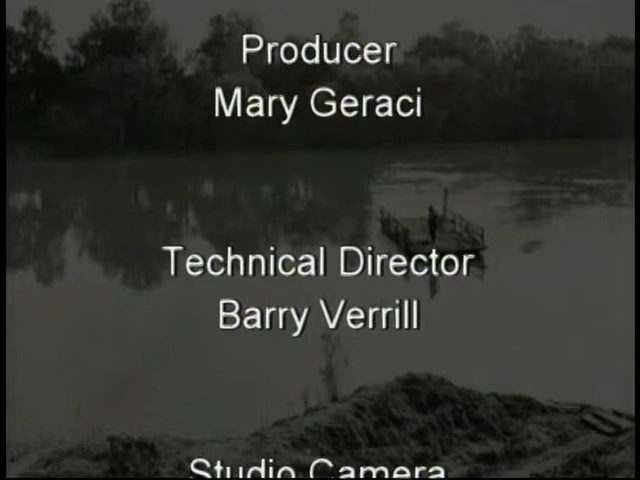 Producer
Mary Geraci
Technical Director
Barry Verrill
Studio Camera